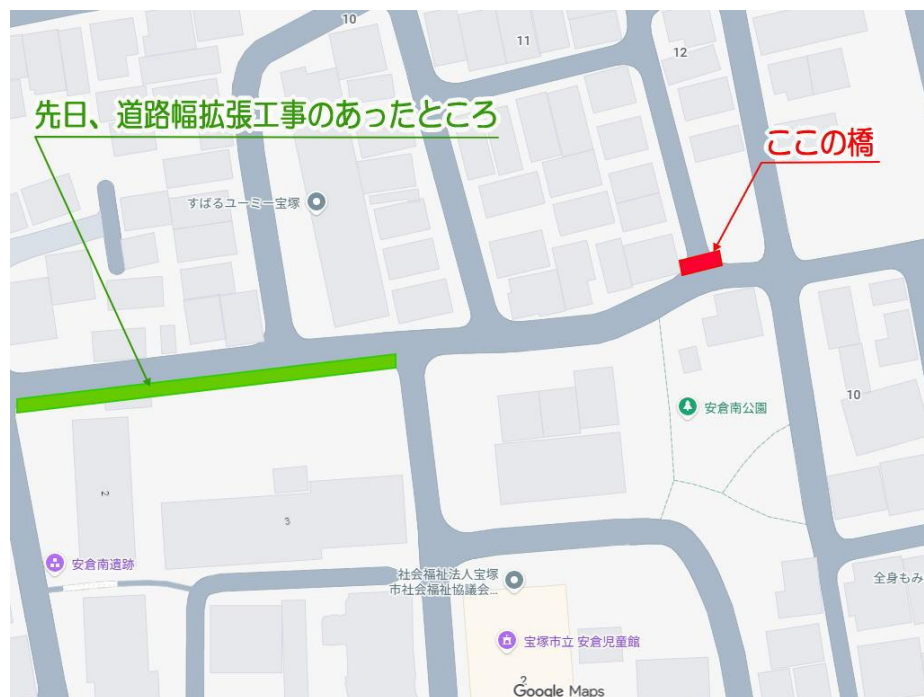 10
11
12
先日、道路幅拡張工事のあったところ
ここの橋
すばるユーミー宝塚
安倉南公園
10
2
3
安倉南遺跡
社会福祉法人宝塚
市社会福祉協議会...
全身もみ
宝塚市立 安倉児童館
2
Google Maps